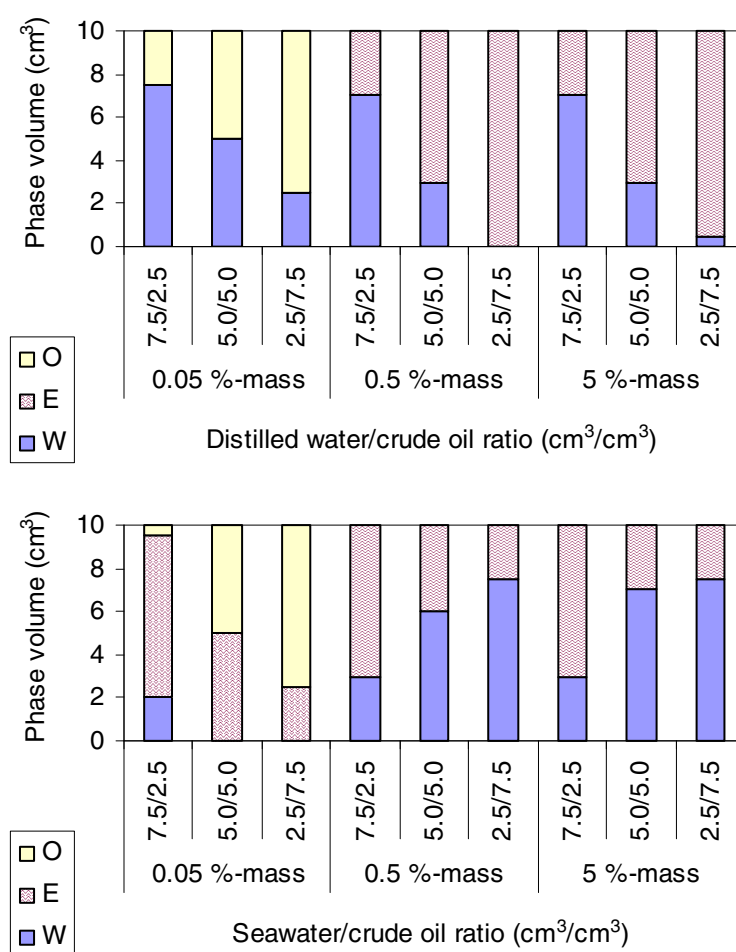 Phase volume (cm³)
10
8
6
4
2
0
7.5/2.5 5.0/5.0 2.5/7.5 7.5/2.5 5.0/5.0 2.5/7.5 7.5/2.5 5.0/5.0 2.5/7.5
0.05 %-mass 0.5 %-mass 5 %-mass
O
E
W
Distilled water/crude oil ratio (cm³/cm³)
Phase volume (cm³)
10
8
6
4
2
0
7.5/2.5 5.0/5.0 2.5/7.5 7.5/2.5 5.0/5.0 2.5/7.5 7.5/2.5 5.0/5.0 2.5/7.5
0.05 %-mass 0.5 %-mass 5 %-mass
O
E
W
Seawater/crude oil ratio (cm³/cm³)